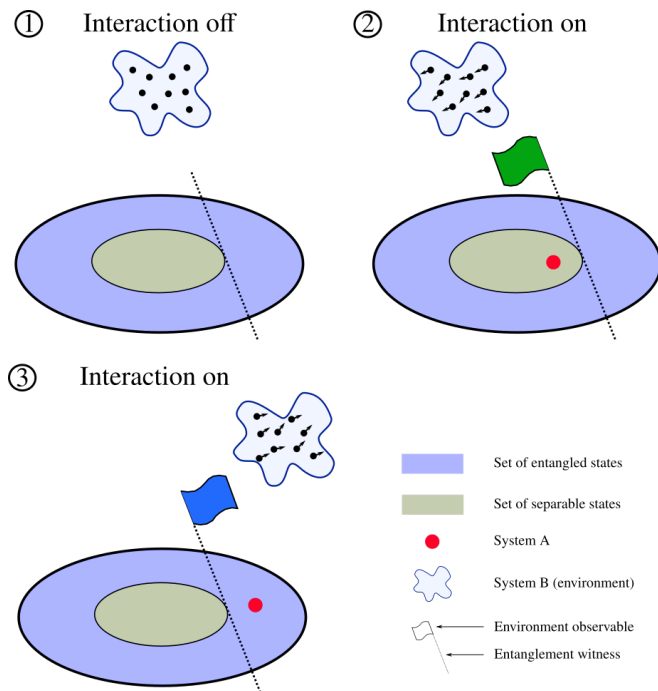 ① Interaction off
② Interaction on
③ Interaction on
Set of entangled states
Set of separable states
System A
System B (environment)
Environment observable
Entanglement witness